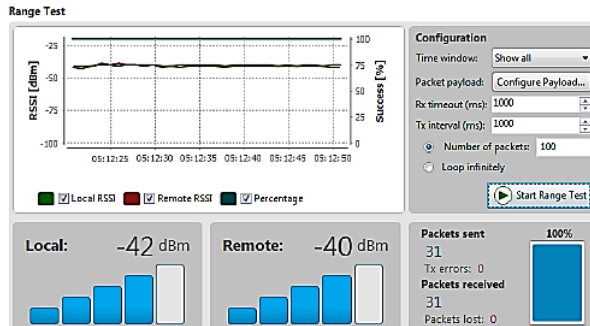 Range Test
RSSI [dBm]
-25
-50
-75
-100
100
75
50
25
0
Success [%]
05:12:25 05:12:30 05:12:35 05:12:40 05:12:45 05:12:50
Local RSSI Remote RSSI Percentage
Configuration
Time window: Show all
Packet payload: Configure Payload...
Rx timeout (ms): 1000
Tx interval (ms): 1000
Number of packets: 100
Loop infinitely
Start Range Test
Local: -42 dBm
Remote: -40 dBm
Packets sent
31
Tx errors: 0
Packets received
31
Packets lost: 0
100%